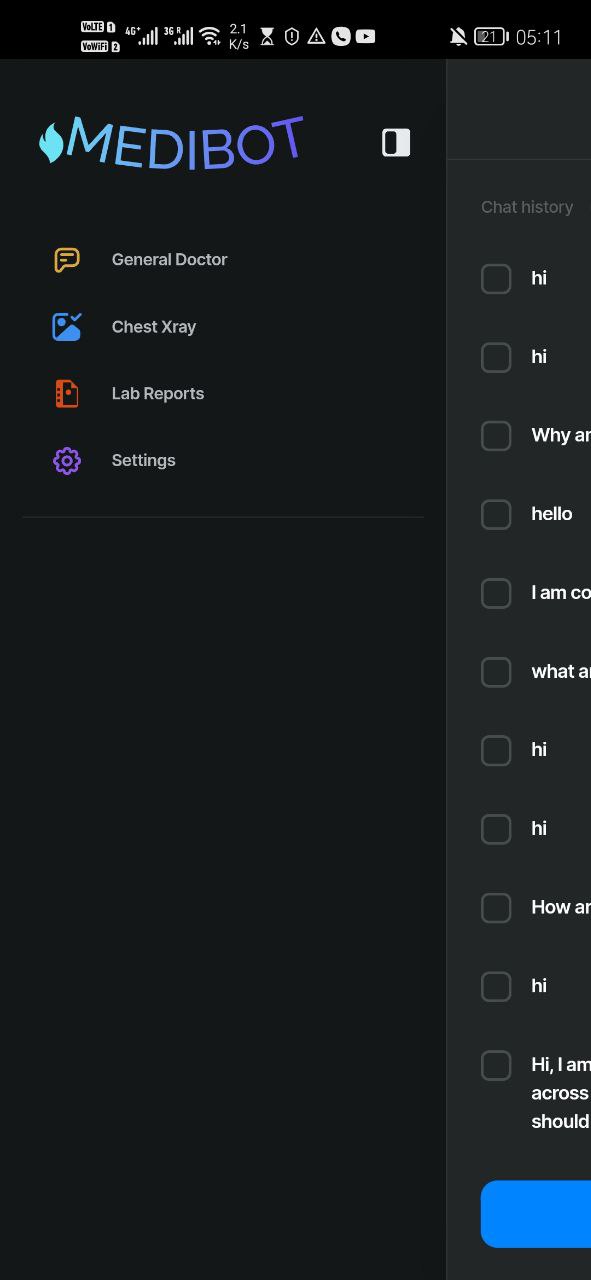 VoLTE 1
VoWiFi 2
4G+
3G R
2.1
K/s
21
05:11
MEDIBOT
General Doctor
Chest Xray
Lab Reports
Settings
Chat history
hi
hi
Why ar
hello
I am co
what a
hi
hi
How ar
hi
Hi, I am
across
should